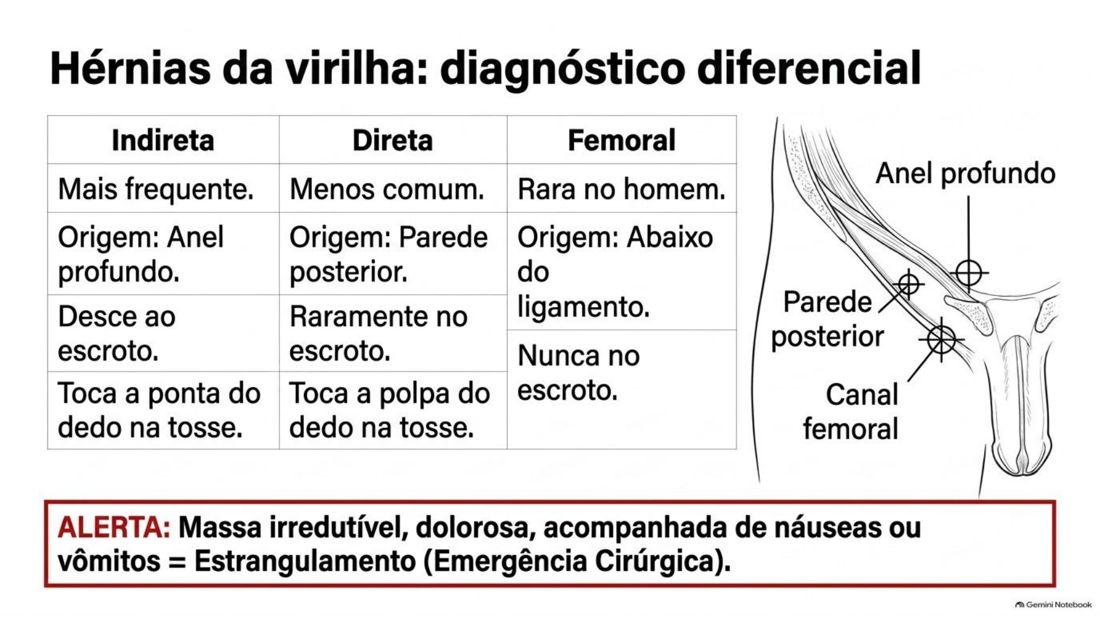 Hérnias da virilha: diagnóstico diferencial
Indireta
Direta
Femoral
Mais frequente.
Menos comum.
Rara no homem.
Origem: Anel
profundo.
Origem: Parede
posterior.
Origem: Abaixo
do
ligamento.
Desce ao
escroto.
Raramente no
escroto.
Nunca no
escroto.
Toca a ponta do
dedo na tosse.
Toca a polpa do
dedo na tosse.
Anel profundo
Parede
posterior
Canal
femoral
ALERTA: Massa irredutível, dolorosa, acompanhada de náuseas ou
vômitos = Estrangulamento (Emergência Cirúrgica).
Gemini Notebook